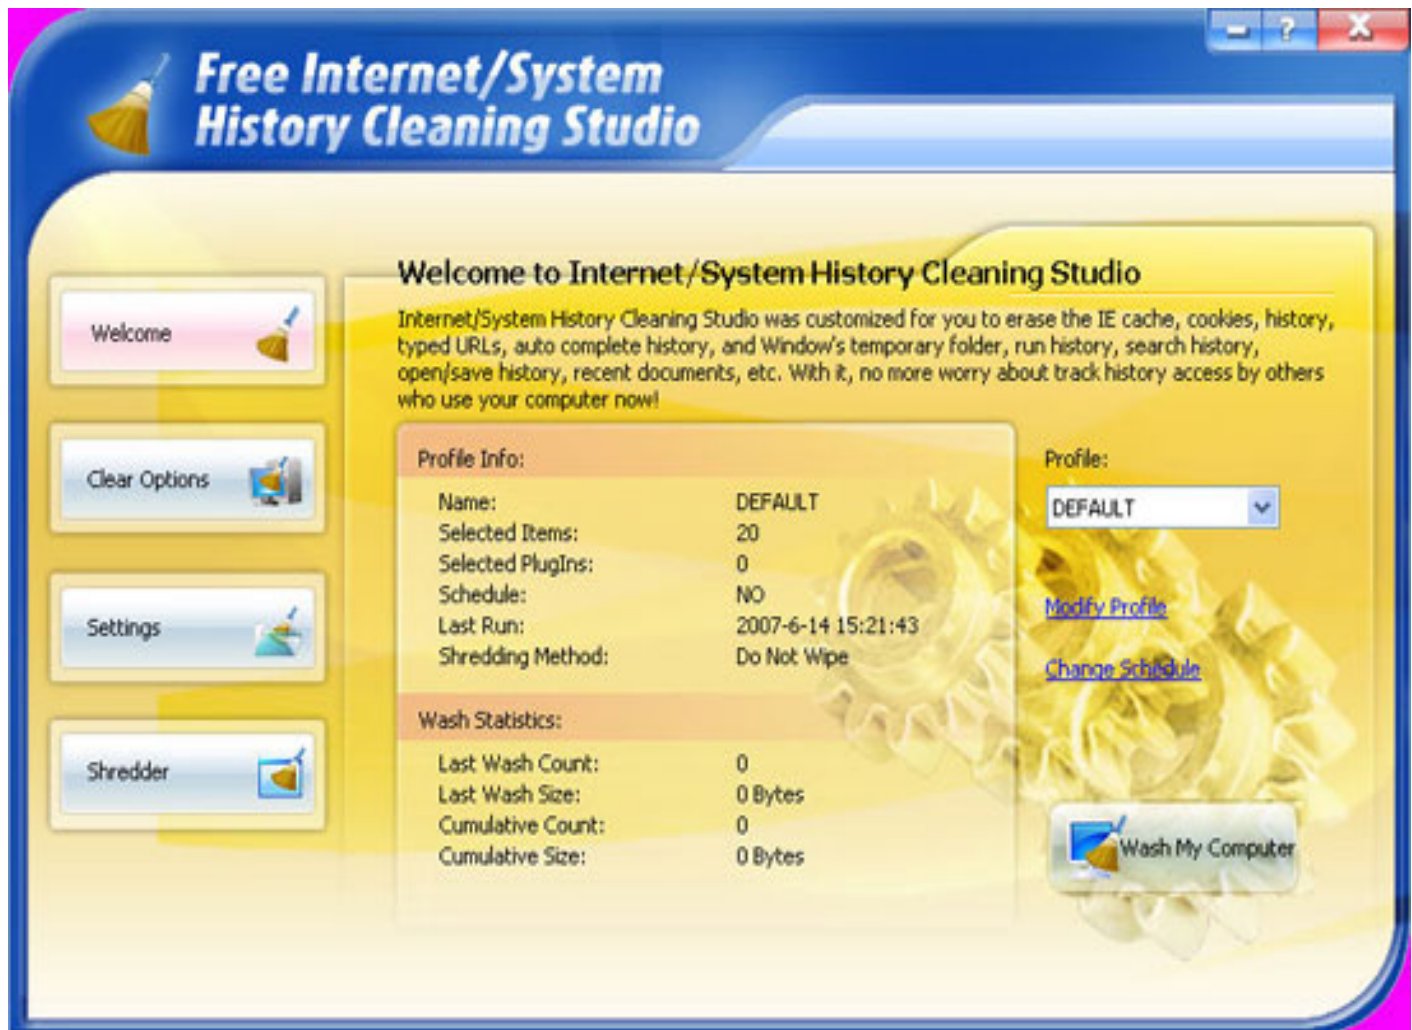 Free Internet/System
History Cleaning Studio
Welcome to Internet/System History Cleaning Studio
Internet/System History Cleaning Studio was customized for you to erase the IE cache, cookies, history,
typed URLs, auto complete history, and Window's temporary folder, run history, search history,
open/save history, recent documents, etc. With it, no more worry about track history access by others
who use your computer now!
Welcome
Clear Options
Settings
Shredder
Profile Info:
Name: DEFAULT
Selected Items: 20
Selected PlugIns: 0
Schedule: NO
Last Run: 2007-6-14 15:21:43
Shredding Method: Do Not Wipe
Wash Statistics:
Last Wash Count: 0
Last Wash Size: 0 Bytes
Cumulative Count: 0
Cumulative Size: 0 Bytes
Profile:
DEFAULT
Modify Profile
Change Schedule
Wash My Computer